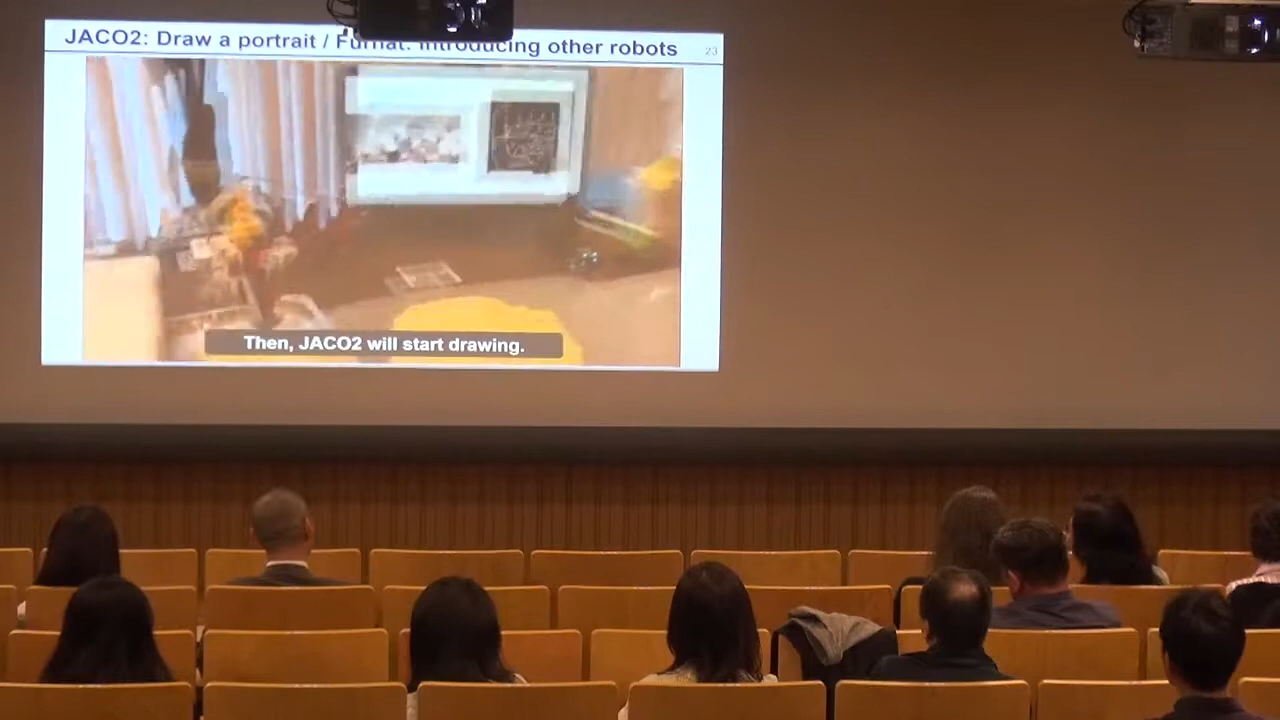 JACO2: Draw a portrait / Furhat: Introducing other robots
23
Then, JACO2 will start drawing.